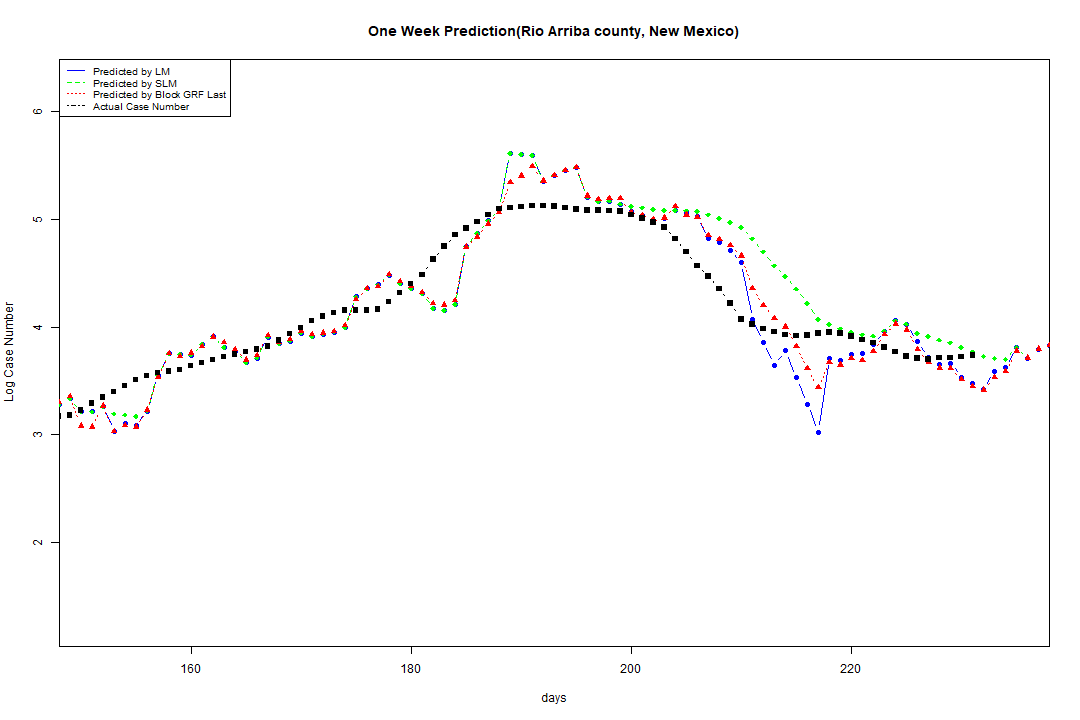 One Week Prediction(Rio Arriba county, New Mexico)
Predicted by LM
Predicted by SLM
Predicted by Block GRF Last
Actual Case Number
6
5
4
3
2
Log Case Number
160 180 200 220
days